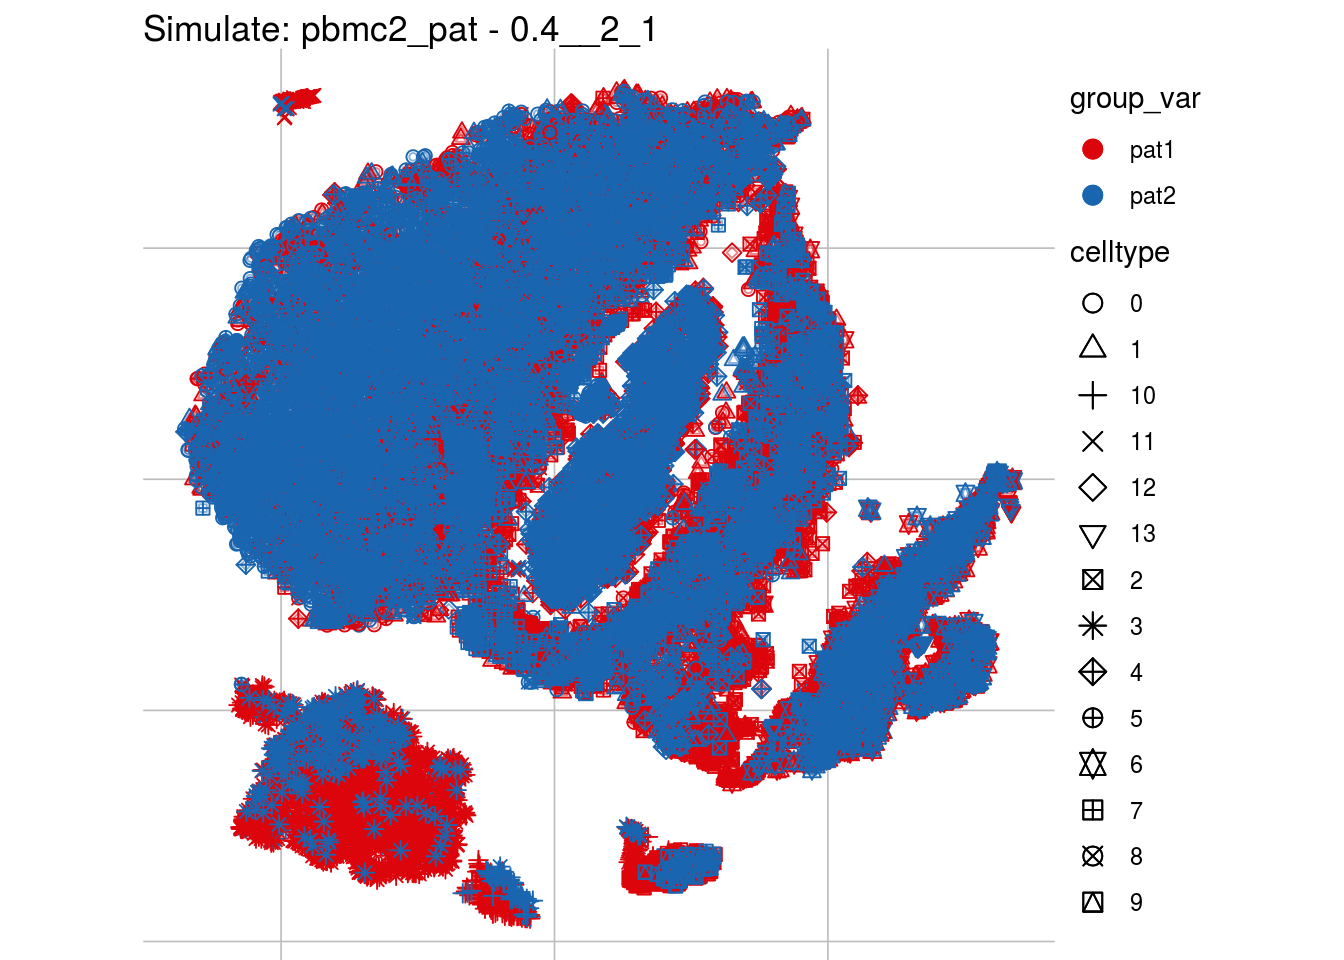 Simulate: pbmc2_pat - 0.4__2_1
group_var
pat1
pat2
celltype
0
1
10
11
12
13
2
3
4
5
6
7
8
9